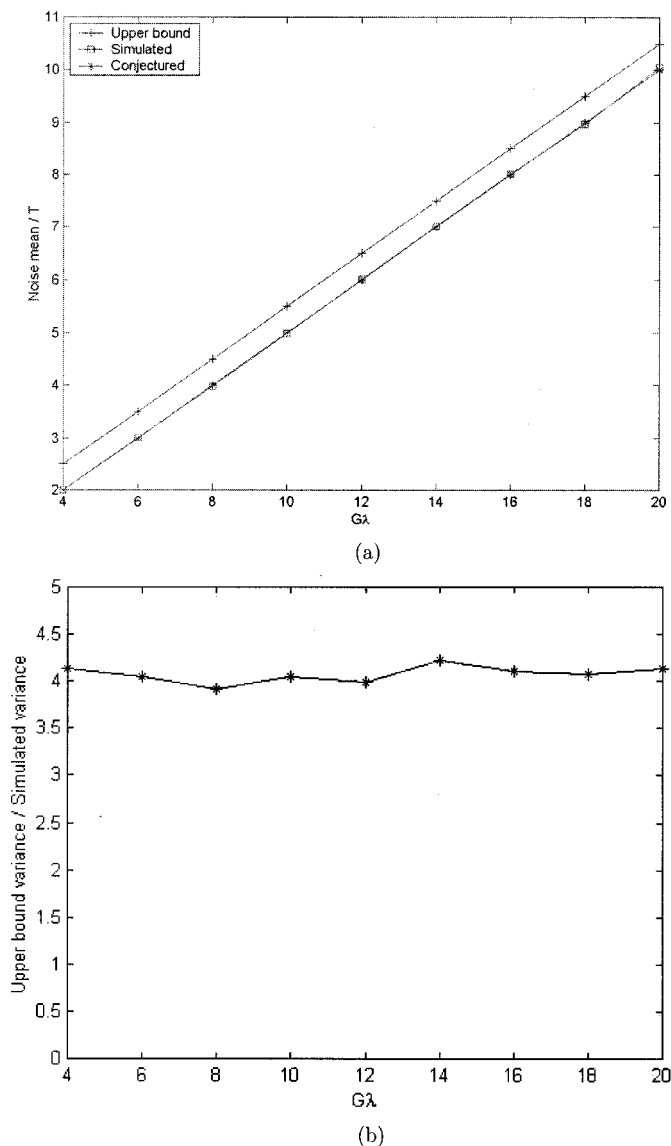 11
Upper bound
Simulated
Conjectured
10
9
8
7
6
5
4
3
2
Noise mean / T
4 6 8 10 12 14 16 18 20
Gλ
(a)
5
4.5
4
3.5
3
2.5
2
1.5
1
0.5
0
Upper bound variance / Simulated variance
4 6 8 10 12 14 16 18 20
Gλ
(b)